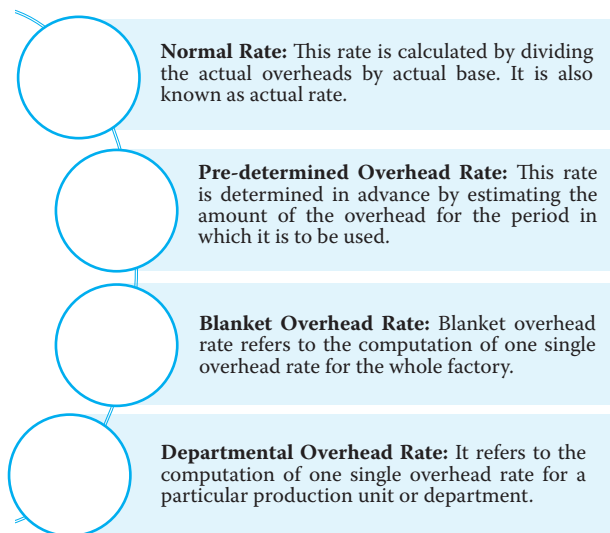 Normal Rate: This rate is calculated by dividing
the actual overheads by actual base. It is also
known as actual rate.
Pre-determined Overhead Rate: This rate
is determined in advance by estimating the
amount of the overhead for the period in
which it is to be used.
Blanket Overhead Rate: Blanket overhead
rate refers to the computation of one single
overhead rate for the whole factory.
Departmental Overhead Rate: It refers to the
computation of one single overhead rate for a
particular production unit or department.